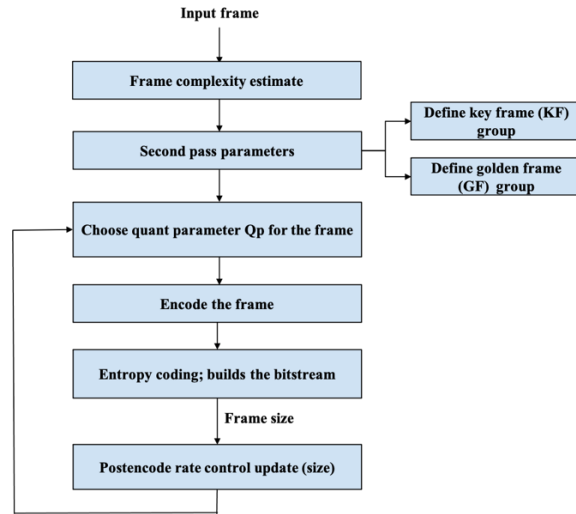 Input frame
Frame complexity estimate
Second pass parameters
Define key frame (KF)
group
Define golden frame
(GF) group
Choose quant parameter Qp for the frame
Encode the frame
Entropy coding; builds the bitstream
Frame size
Postencode rate control update (size)